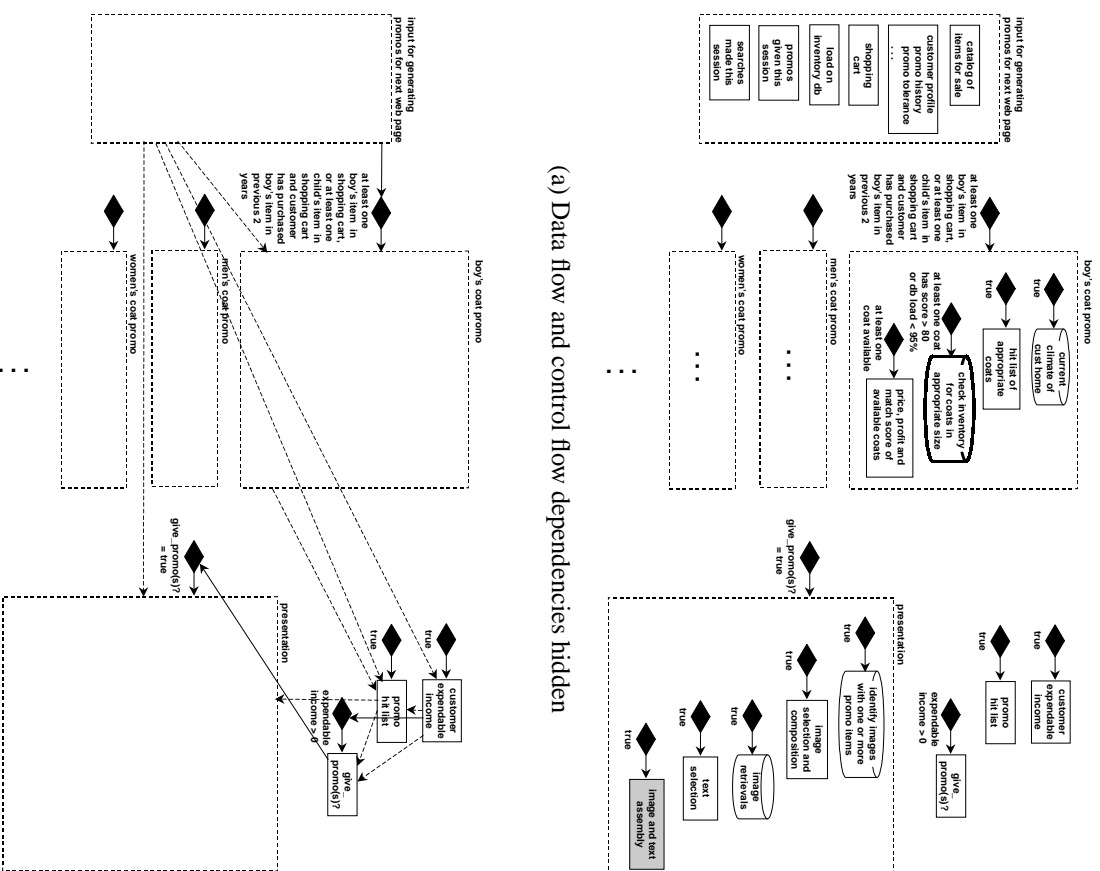 input for generating
promos for next web page
catalog of
items for sale
customer profile
promo history
promo tolerance
. . .
shopping
cart
load on
inventory db
promos
given this
session
searches
made this
session
at least one
boy's item in
shopping cart,
or at least one
child's item in
shopping cart
and customer
has purchased
boy's item in
previous 2
years
boy's coat promo
true
current
climate of
cust home
true
hit list of
appropriate
coats
at least one coat
has score > 80
or db load < 95%
check inventory
for coats in
appropriate size
at least one
coat available
price, profit and
match score of
available coats
men's coat promo
. . .
women's coat promo
. . .
. . .
true
customer
expendable
income
true
promo
hit list
expendable
income > 0
give_
promo(s)?
give_promo(s)?
= true
presentation
true
identify images
with one or more
promo items
true
image
selection and
composition
true
image
retrievals
true
text
selection
true
image and text
assembly
(a) Data flow and control flow dependencies hidden
input for generating
promos for next web page
at least one
boy's item in
shopping cart,
or at least one
child's item in
shopping cart
and customer
has purchased
boy's item in
previous 2
years
boy's coat promo
men's coat promo
women's coat promo
. . .
true
customer
expendable
income
true
promo
hit list
expendable
income > 0
give_
promo(s)?
give_promo(s)?
= true
presentation